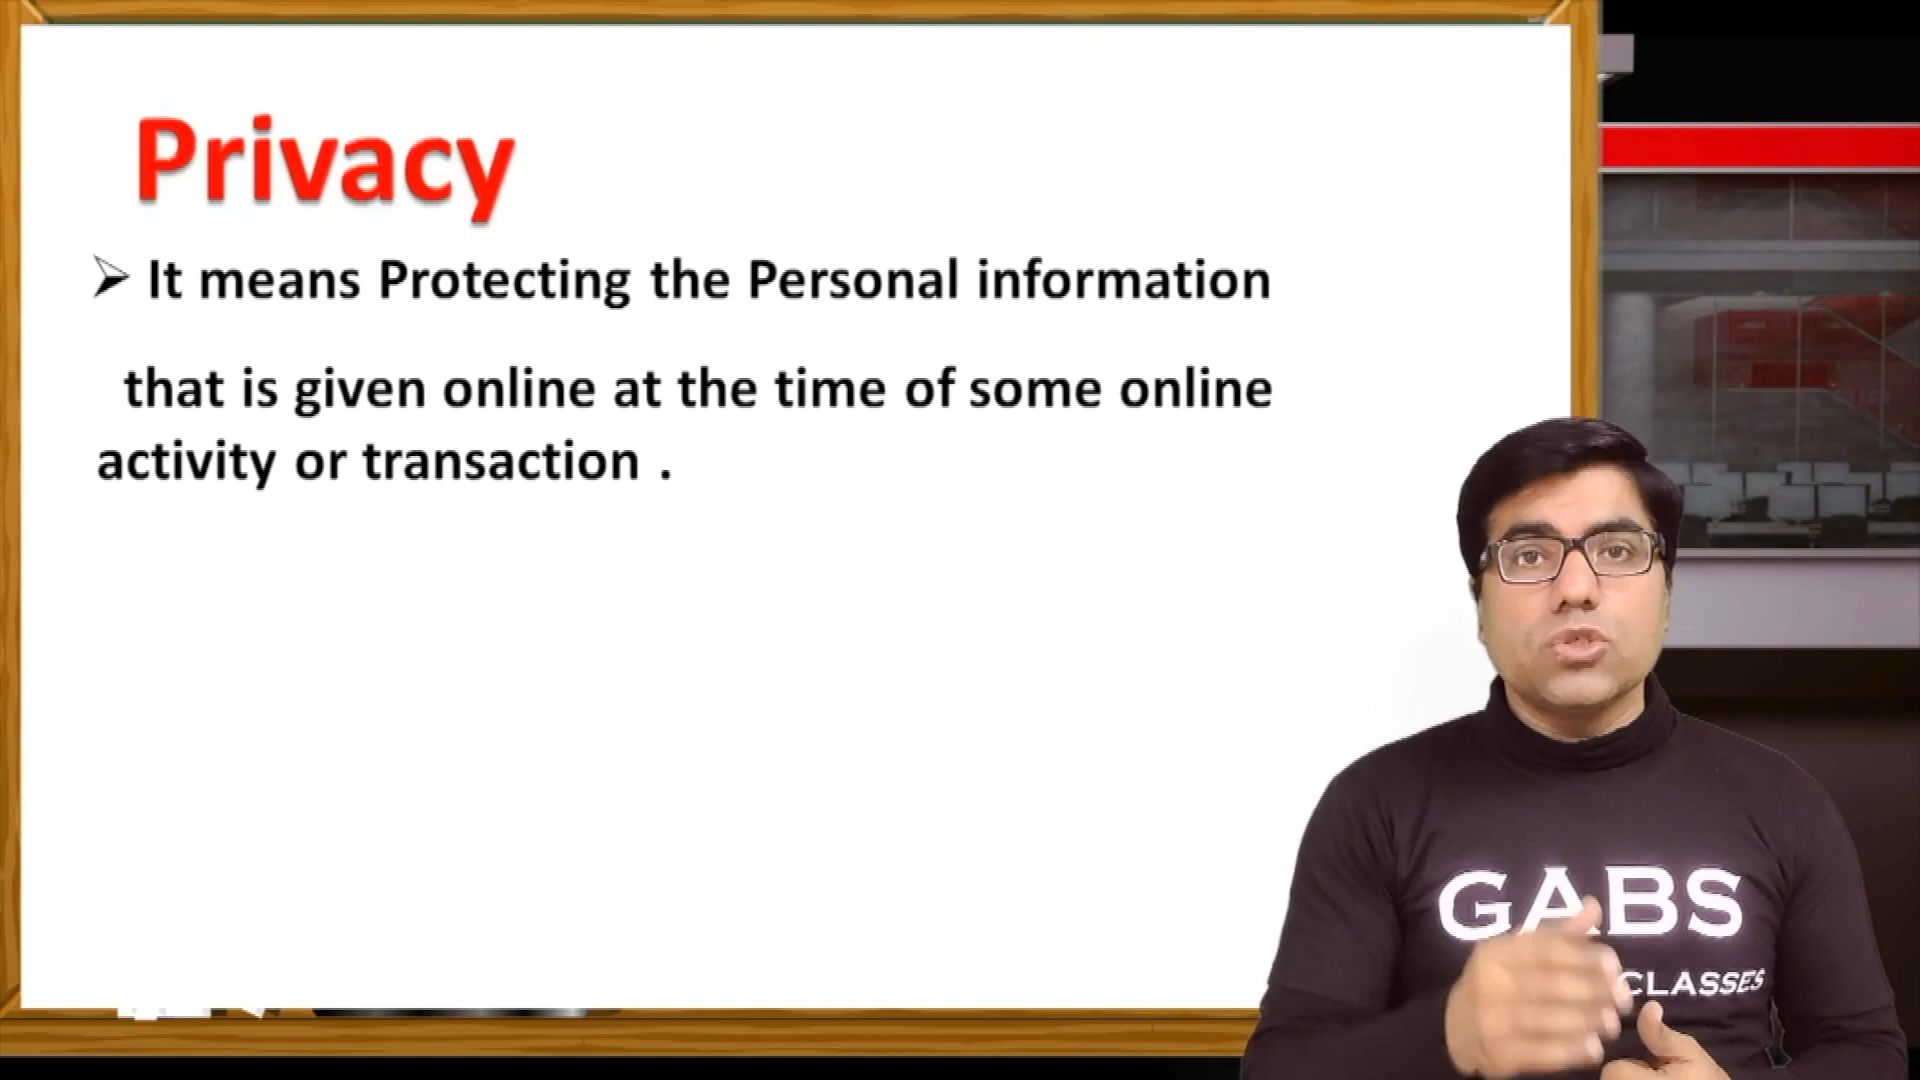 Privacy
➢ It means Protecting the Personal information
that is given online at the time of some online
activity or transaction .
GABS
CLASSES